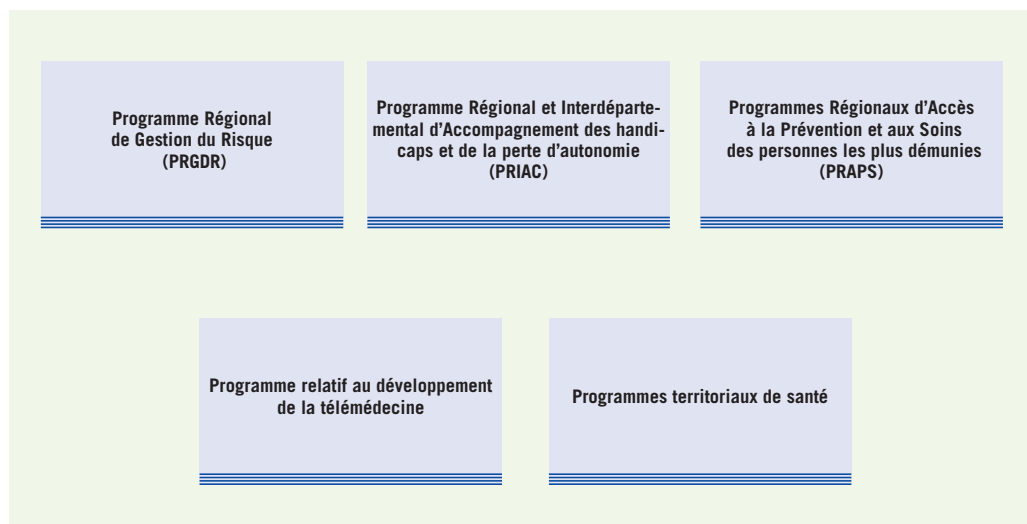 Programme Régional
de Gestion du Risque
(PRGDR)
Programme Régional et Interdéparte-
mental d'Accompagnement des handi-
caps et de la perte d'autonomie
(PRIAC)
Programmes Régionaux d'Accès
à la Prévention et aux Soins
des personnes les plus démunies
(PRAPS)
Programme relatif au développement
de la télémédecine
Programmes territoriaux de santé